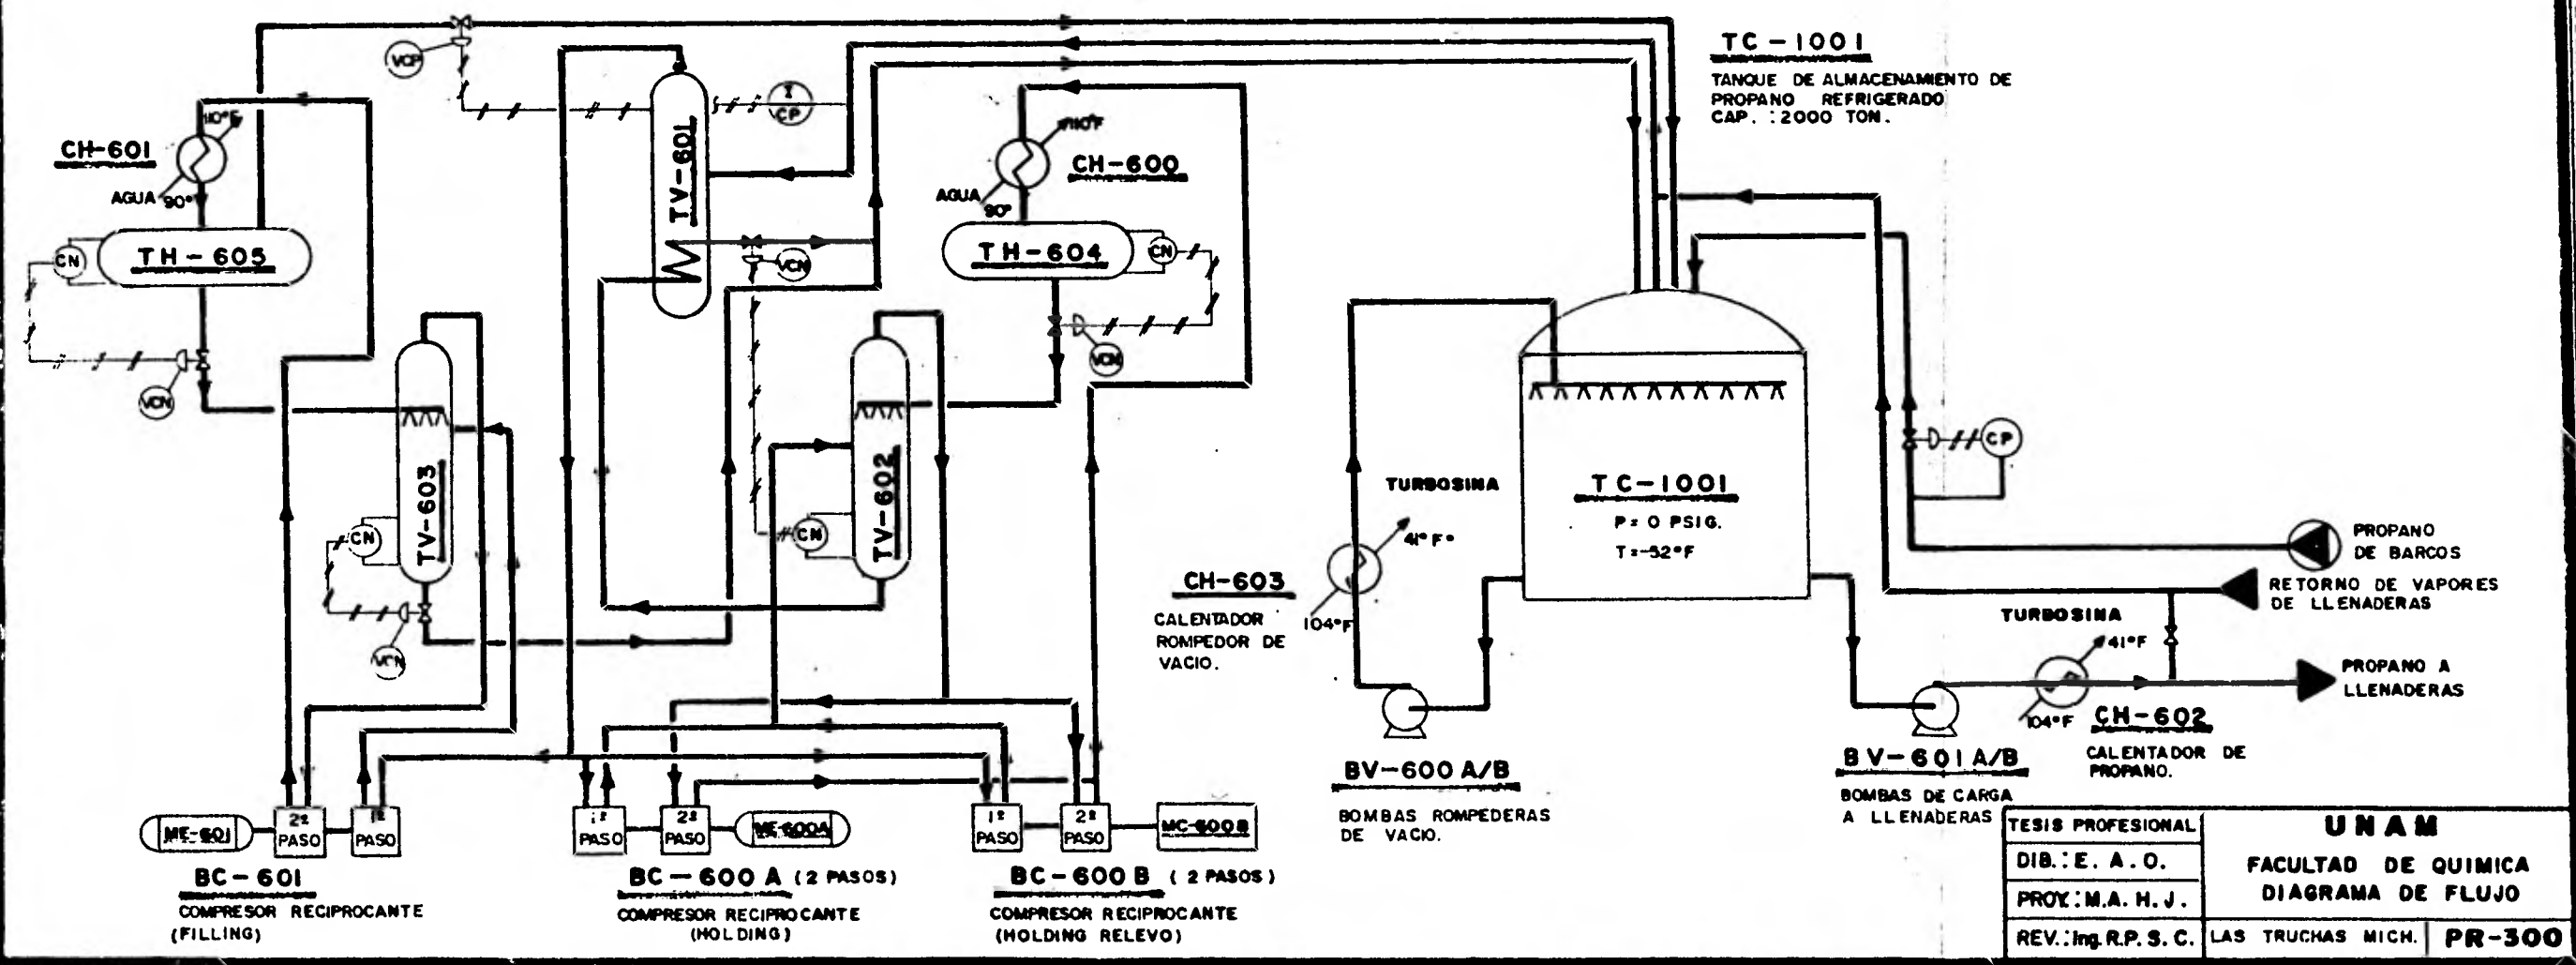 VCP
TC-1001
TANQUE DE ALMACENAMIENTO DE
PROPANO REFRIGERADO
CAP. : 2000 TON.
I
CP
TV-601
110°F
CH-601
AGUA
90°
110°F
CH-600
AGUA
90°
CN
TH-605
TH-604
CN
VCN
VCN
VCN
TV-603
CN
VCN
TV-602
CN
CP
TURBOSINA
41°F
CH-603
CALENTADOR
ROMPEDOR DE
VACIO.
104°F
TC-1001
P= 0 PSIG.
PROPANO
DE BARCOS
RETORNO DE VAPORES
DE LLENADERAS
TURBOSINA
41°F
PROPANO A
LLENADERAS
104°F
CH-602
CALENTADOR DE
PROPANO.
BV-600 A/B
BOMBAS ROMPEDERAS
DE VACIO.
BV-601 A/B
BOMBAS DE CARGA
A LLENADERAS
ME-601
2º
PASO
1º
PASO
1º
PASO
2º
PASO
ME-600A
1º
PASO
2º
PASO
MC-600B
BC-601
COMPRESOR RECIPROCANTE
(FILLING)
BC-600 A (2 PASOS)
COMPRESOR RECIPROCANTE
(HOLDING)
BC-600 B (2 PASOS)
COMPRESOR RECIPROCANTE
(HOLDING RELEVO)
TESIS PROFESIONAL
DIB.: E. A. O.
PROY.: M.A. H. J.
REV.: Ing. R.P. S. C.
UNAM
FACULTAD DE QUIMICA
DIAGRAMA DE FLUJO
LAS TRUCHAS MICH.
PR-300